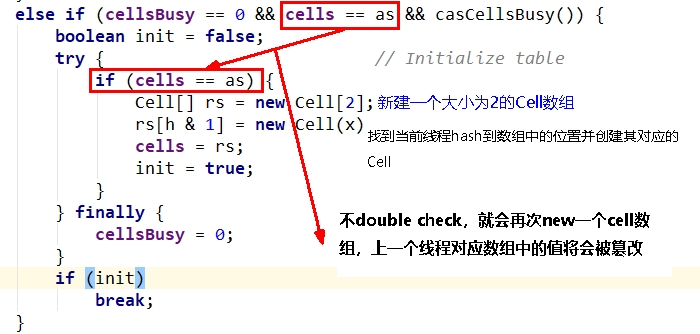 else if (cellsBusy == 0 && cells == as && casCellsBusy()) {
boolean init = false;
try { // Initialize table
if (cells == as) {
Cell[] rs = new Cell[2]; 新建一个大小为2的Cell数组
rs[h & 1] = new Cell(x) 找到当前线程hash到数组中的位置并创建其对应的
Cell
cells = rs;
init = true;
}
} finally {
cellsBusy = 0;
}
不double check，就会再次new一个cell数
组，上一个线程对应数组中的值将会被篡改
if (init)
break;
}